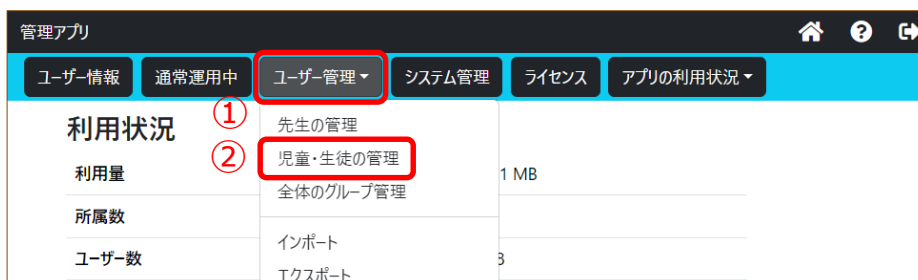 管理アプリ
ユーザー情報 通常運用中 ユーザー管理 システム管理 ライセンス アプリの利用状況
利用状況 ① 先生の管理
② 児童・生徒の管理
利用量 1 MB
全体のグループ管理
所属数
インポート
ユーザー数
エクスポート